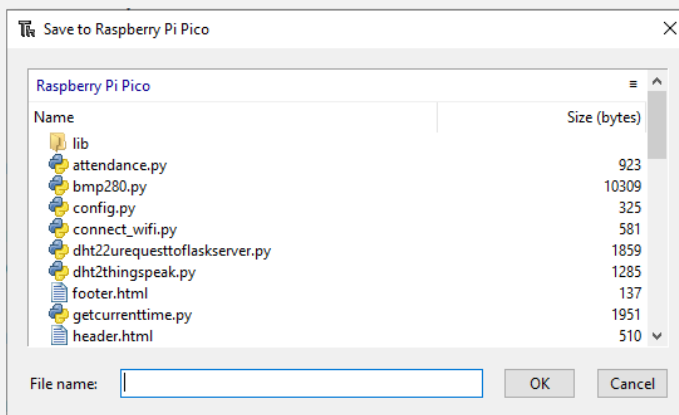 Save to Raspberry Pi Pico
Raspberry Pi Pico
Name Size (bytes)
lib
attendance.py 923
bmp280.py 10309
config.py 325
connect_wifi.py 581
dht22urequesttoflaskserver.py 1859
dht2thingspeak.py 1285
footer.html 137
getcurrenttime.py 1951
header.html 510
File name: OK Cancel